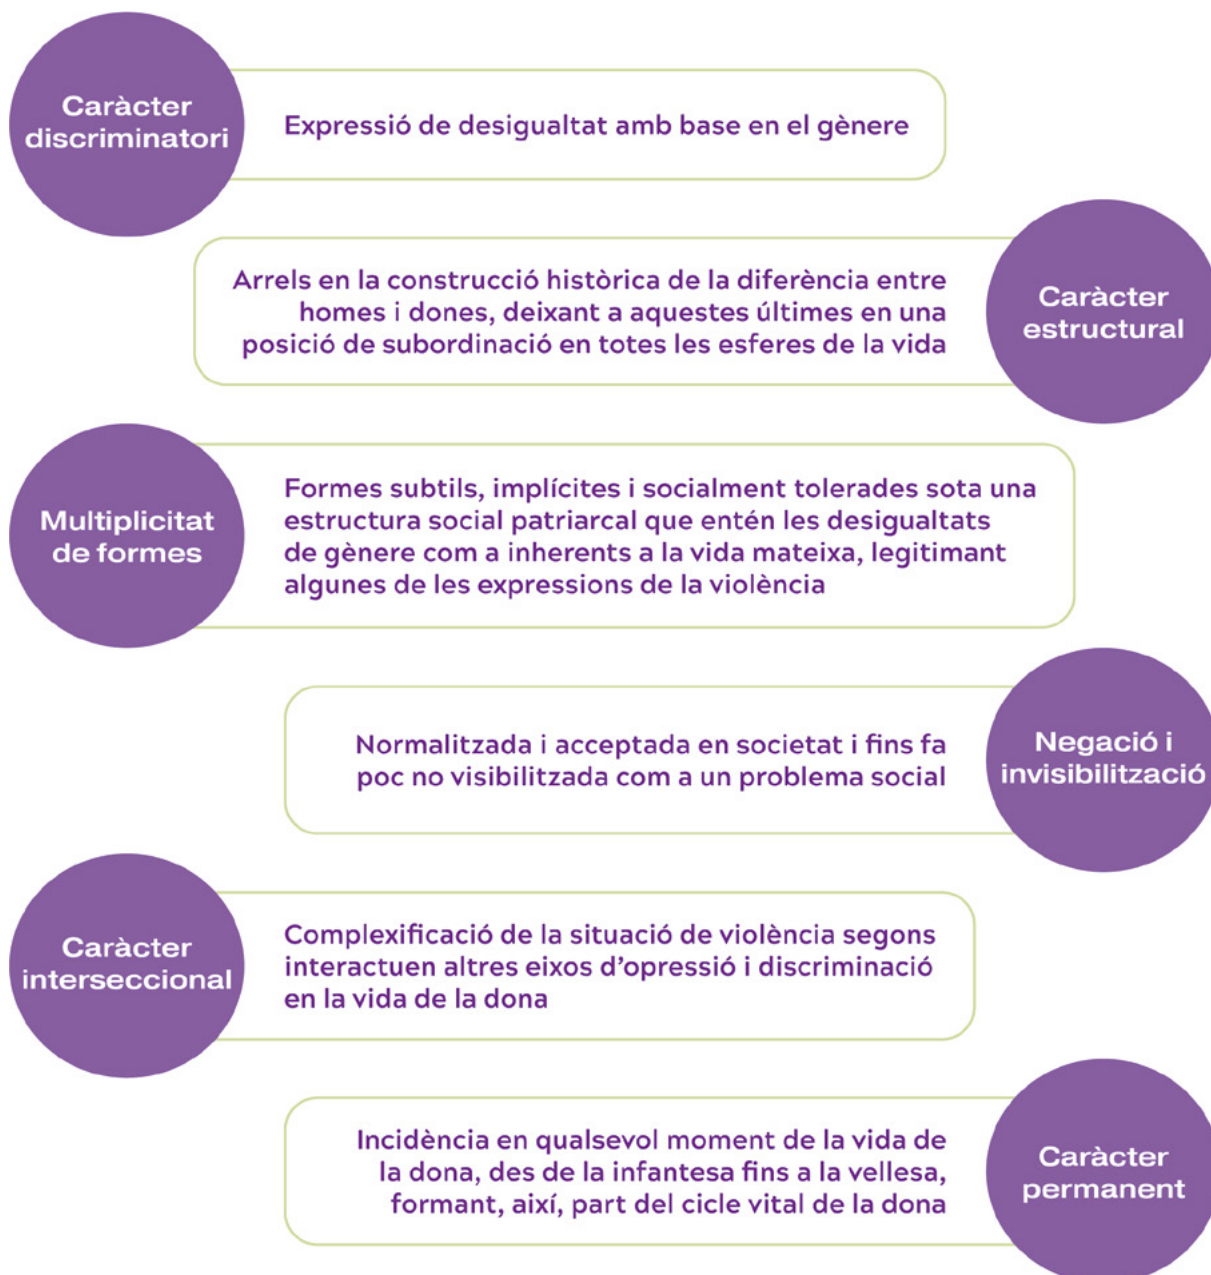 Caràcter
discriminatori
Expressió de desigualtat amb base en el gènere
Arrels en la construcció històrica de la diferència entre
homes i dones, deixant a aquestes últimes en una
posició de subordinació en totes les esferes de la vida
Caràcter
estructural
Multiplicitat
de formes
Formes subtils, implícites i socialment tolerades sota una
estructura social patriarcal que entén les desigualtats
de gènere com a inherents a la vida mateixa, legitimant
algunes de les expressions de la violència
Normalitzada i acceptada en societat i fins fa
poc no visibilitzada com a un problema social
Negació i
invisibilització
Caràcter
interseccional
Complexificació de la situació de violència segons
interactuen altres eixos d’opressió i discriminació
en la vida de la dona
Incidència en qualsevol moment de la vida de
la dona, des de la infantesa fins a la vellesa,
formant, així, part del cicle vital de la dona
Caràcter
permanent